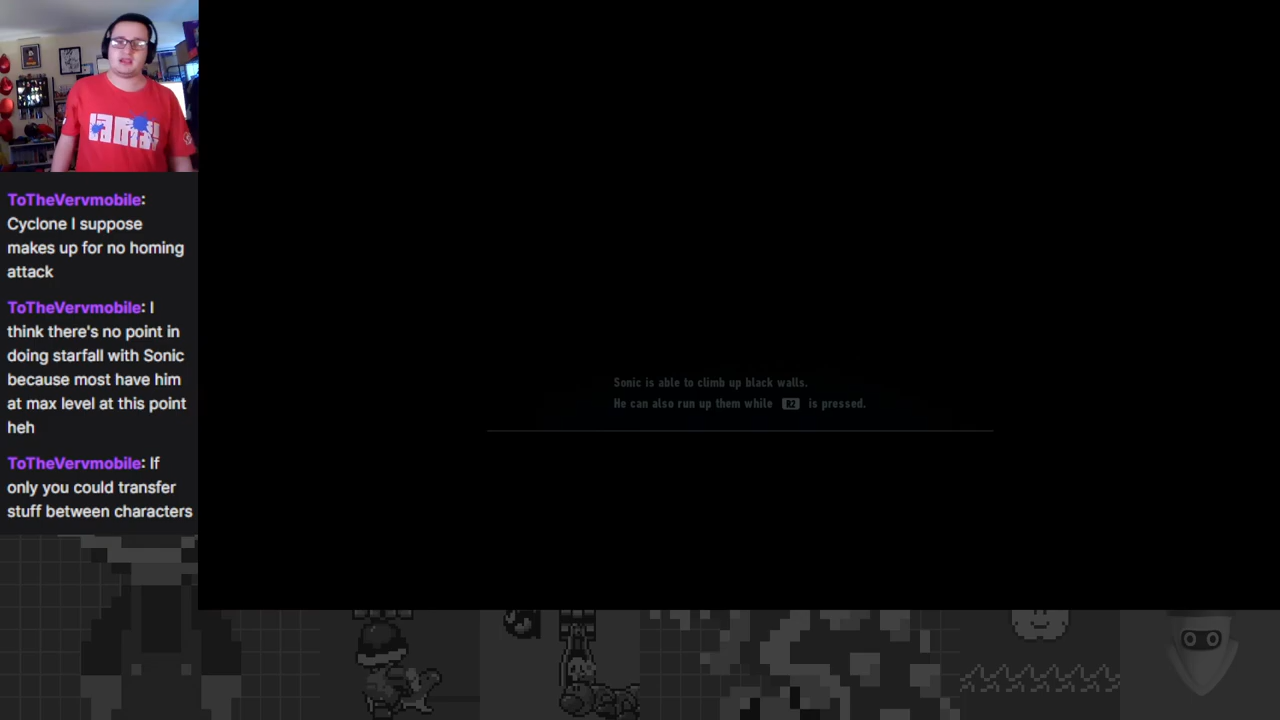 ToTheVervmobile:
Cyclone I suppose
makes up for no homing
attack
ToTheVervmobile: I
think there's no point in
doing starfall with Sonic
because most have him
at max level at this point
heh
ToTheVervmobile: If
only you could transfer
stuff between characters
Sonic is able to climb up black walls.
He can also run up them while R2 is pressed.